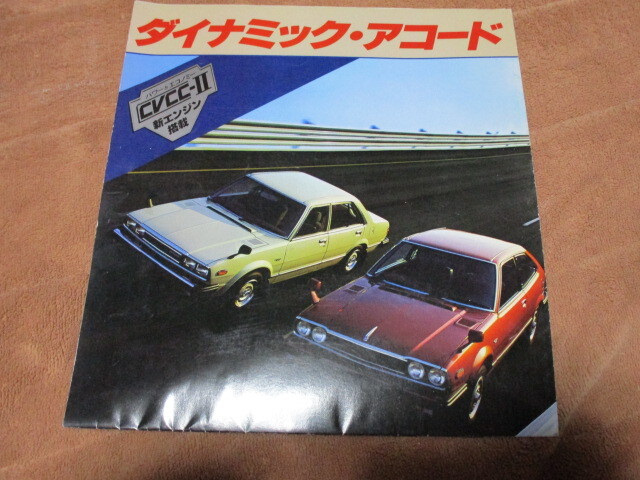 ダイナミック・アコード
パワー+エコノミー
CVCC-II
新エンジン
搭載